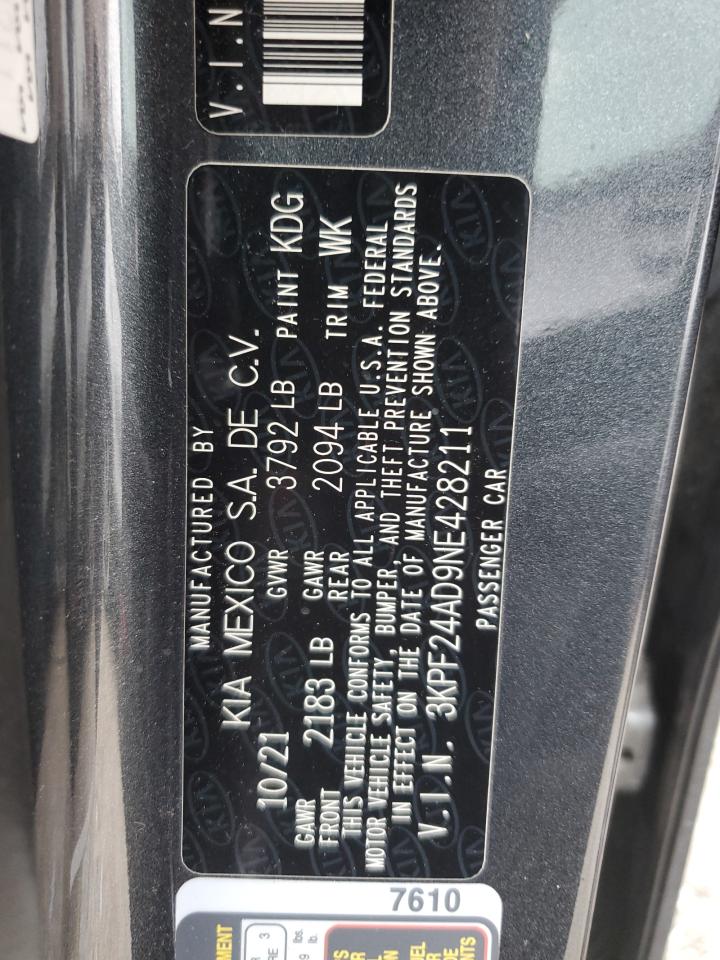 V.I.N
MANUFACTURED BY
KIA MEXICO S.A. DE C.V.
10/21 GVWR 3792 LB PAINT KDG
GAWR FRONT 2183 LB GAWR REAR 2094 LB TRIM WK
THIS VEHICLE CONFORMS TO ALL APPLICABLE U.S.A. FEDERAL
MOTOR VEHICLE SAFETY, BUMPER, AND THEFT PREVENTION STANDARDS
IN EFFECT ON THE DATE OF MANUFACTURE SHOWN ABOVE.
V.I.N. 3KPF24AD9NE428211
PASSENGER CAR
7610